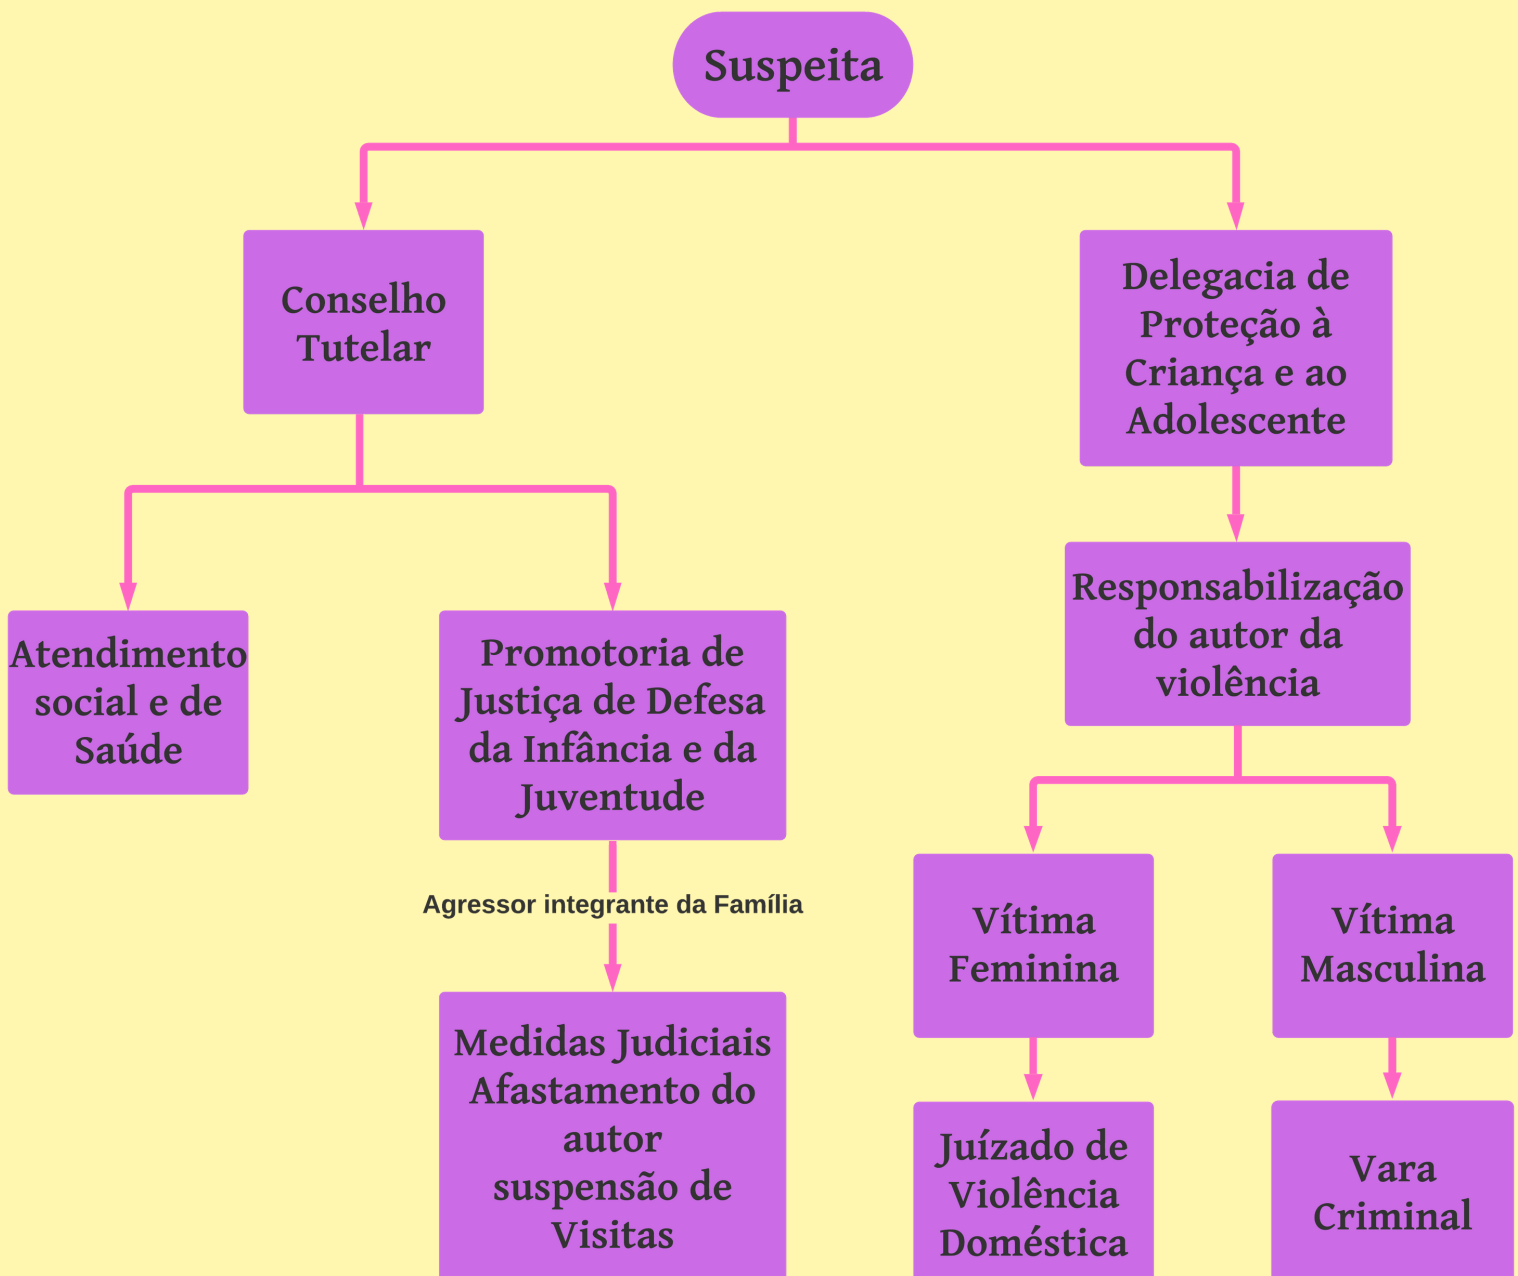 Suspeita
Conselho
Tutelar
Delegacia de
Proteção à
Criança e ao
Adolescente
Atendimento
social e de
Saúde
Promotoria de
Justiça de Defesa
da Infância e da
Juventude
Responsabilização
do autor da
violência
Agressor integrante da Família
Vítima
Feminina
Vítima
Masculina
Medidas Judiciais
Afastamento do
autor
suspensão de
Visitas
Juízado de
Violência
Doméstica
Vara
Criminal